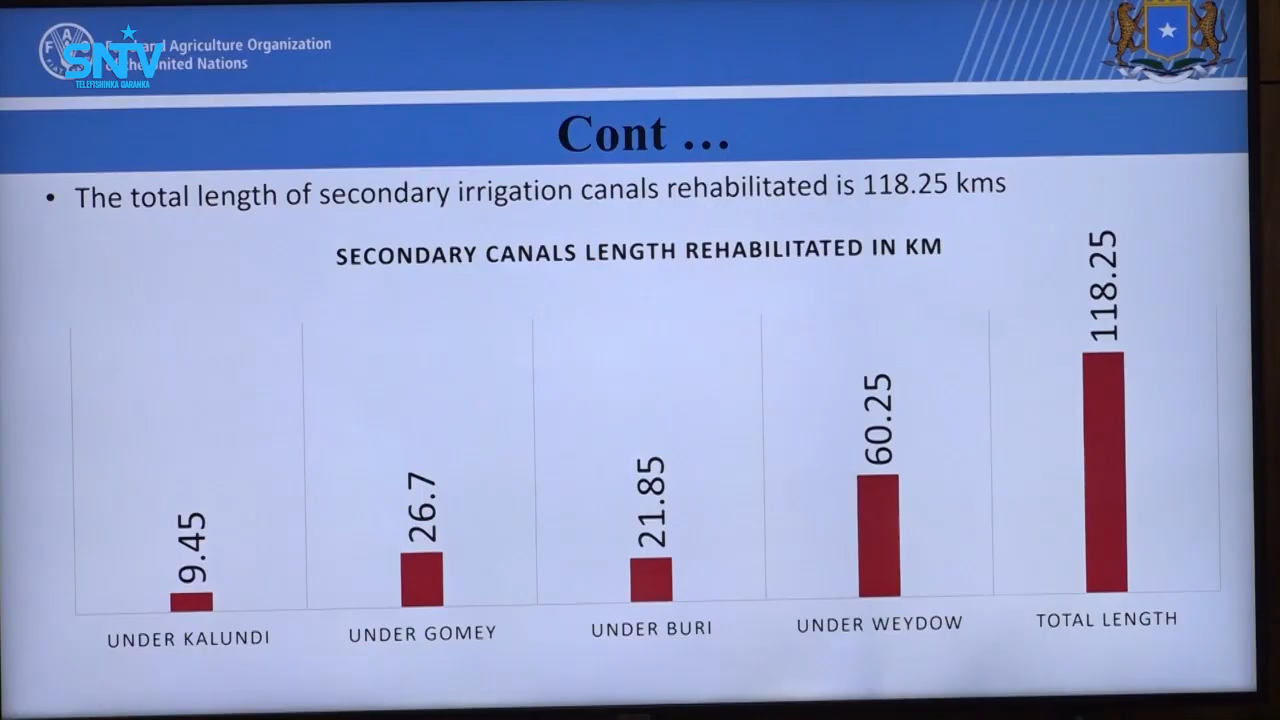 SNTV
TELEFISHINKA QARANKA
and Agriculture Organization
the United Nations
Cont ...
• The total length of secondary irrigation canals rehabilitated is 118.25 kms
SECONDARY CANALS LENGTH REHABILITATED IN KM
9.45
26.7
21.85
60.25
118.25
UNDER KALUNDI
UNDER GOMEY
UNDER BURI
UNDER WEYDOW
TOTAL LENGTH